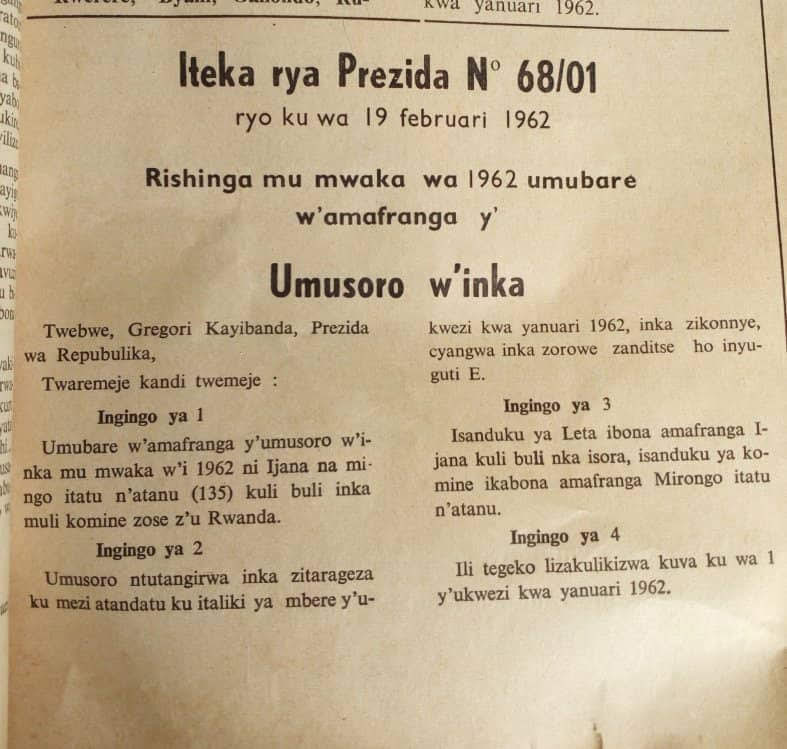 kwa yanuari 1962.
Iteka rya Prezida Nº 68/01
ryo ku wa 19 februari 1962
Rishinga mu mwaka wa 1962 umubare
w'amafranga y'
Umusoro w'inka
Twebwe, Gregori Kayibanda, Prezida
wa Repubulika,
Twaremeje kandi twemeje :
Ingingo ya 1
Umubare w'amafranga y'umusoro w'i-
nka mu mwaka w'i 1962 ni Ijana na mi-
ngo itatu n'atanu (135) kuli buli inka
muli komine zose z'u Rwanda.
Ingingo ya 2
Umusoro ntutangirwa inka zitarageza
ku mezi atandatu ku italiki ya mbere y'u-
kwezi kwa yanuari 1962, inka zikonnye,
cyangwa inka zorowe zanditse ho inyu-
guti E.
Ingingo ya 3
Isanduku ya Leta ibona amafranga I-
jana kuli buli nka isora, isanduku ya ko-
mine ikabona amafranga Mirongo itatu
n'atanu.
Ingingo ya 4
Ili tegeko lizakulikizwa kuva ku wa 1
y'ukwezi kwa yanuari 1962.